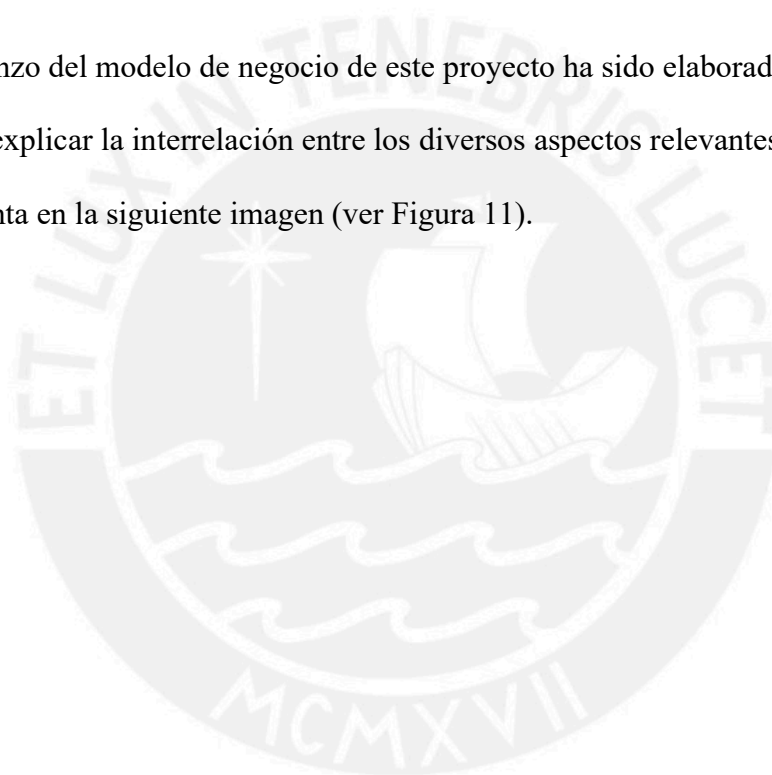 nzo del modelo de negocio de este proyecto ha sido elaborad
explicar la interrelación entre los diversos aspectos relevantes
nta en la siguiente imagen (ver Figura 11).
ET LUX IN TENEBRIS LUCET
MCMXVII